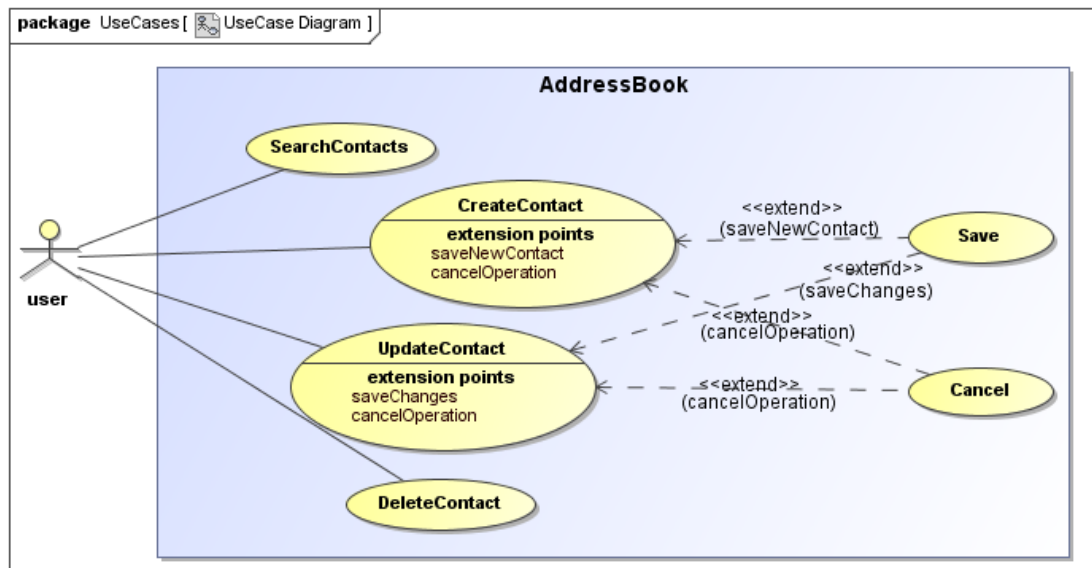 package UseCases [ UseCase Diagram ]
AddressBook
SearchContacts
CreateContact
extension points
saveNewContact
cancelOperation
<<extend>>
(saveNewContact)
Save
<<extend>>
(saveChanges)
user
<<extend>>
(cancelOperation)
UpdateContact
extension points
saveChanges
cancelOperation
<<extend>>
(cancelOperation)
Cancel
DeleteContact